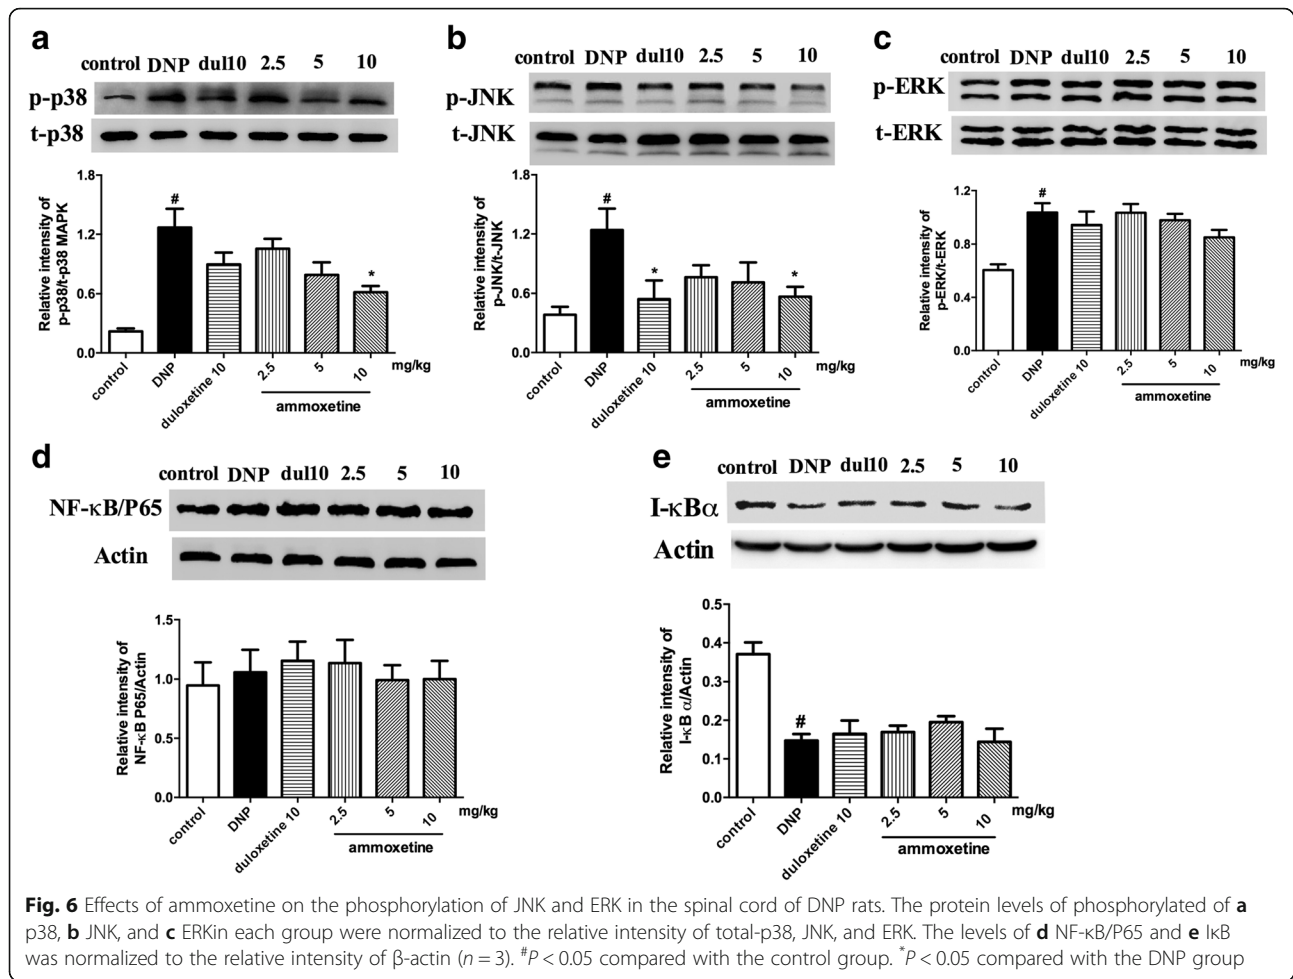 a
control DNP dul10 2.5 5 10
p-p38
t-p38
Relative intensity of
p-p38/t-p38 MAPK
1.8
1.2
0.6
0.0
#
*
control
DNP
duloxetine 10
2.5
5
10
mg/kg
ammoxetine
b
control DNP dul10 2.5 5 10
p-JNK
t-JNK
Relative intensity of
p-JNK/t-JNK
1.8
1.2
0.6
0.0
#
*
*
control
DNP
duloxetine 10
2.5
5
10
mg/kg
ammoxetine
c
control DNP dul10 2.5 5 10
p-ERK
t-ERK
Relative intensity of
p-ERK/t-ERK
1.2
0.8
0.4
0.0
#
control
DNP
duloxetine 10
2.5
5
10
mg/kg
ammoxetine
d
control DNP dul10 2.5 5 10
NF-κB/P65
Actin
Relative intensity of
NF-κB P65/Actin
1.5
1.0
0.5
0.0
control
DNP
duloxetine 10
2.5
5
10
mg/kg
ammoxetine
e
control DNP dul10 2.5 5 10
I-κBα
Actin
Relative intensity of
I-κB α/Actin
0.5
0.4
0.3
0.2
0.1
0.0
#
control
DNP
duloxetine 10
2.5
5
10
mg/kg
ammoxetine
Fig. 6 Effects of ammoxetine on the phosphorylation of JNK and ERK in the spinal cord of DNP rats. The protein levels of phosphorylated of a
p38, b JNK, and c ERKin each group were normalized to the relative intensity of total-p38, JNK, and ERK. The levels of d NF-κB/P65 and e IκB
was normalized to the relative intensity of β-actin (n = 3). #P < 0.05 compared with the control group. *P < 0.05 compared with the DNP group